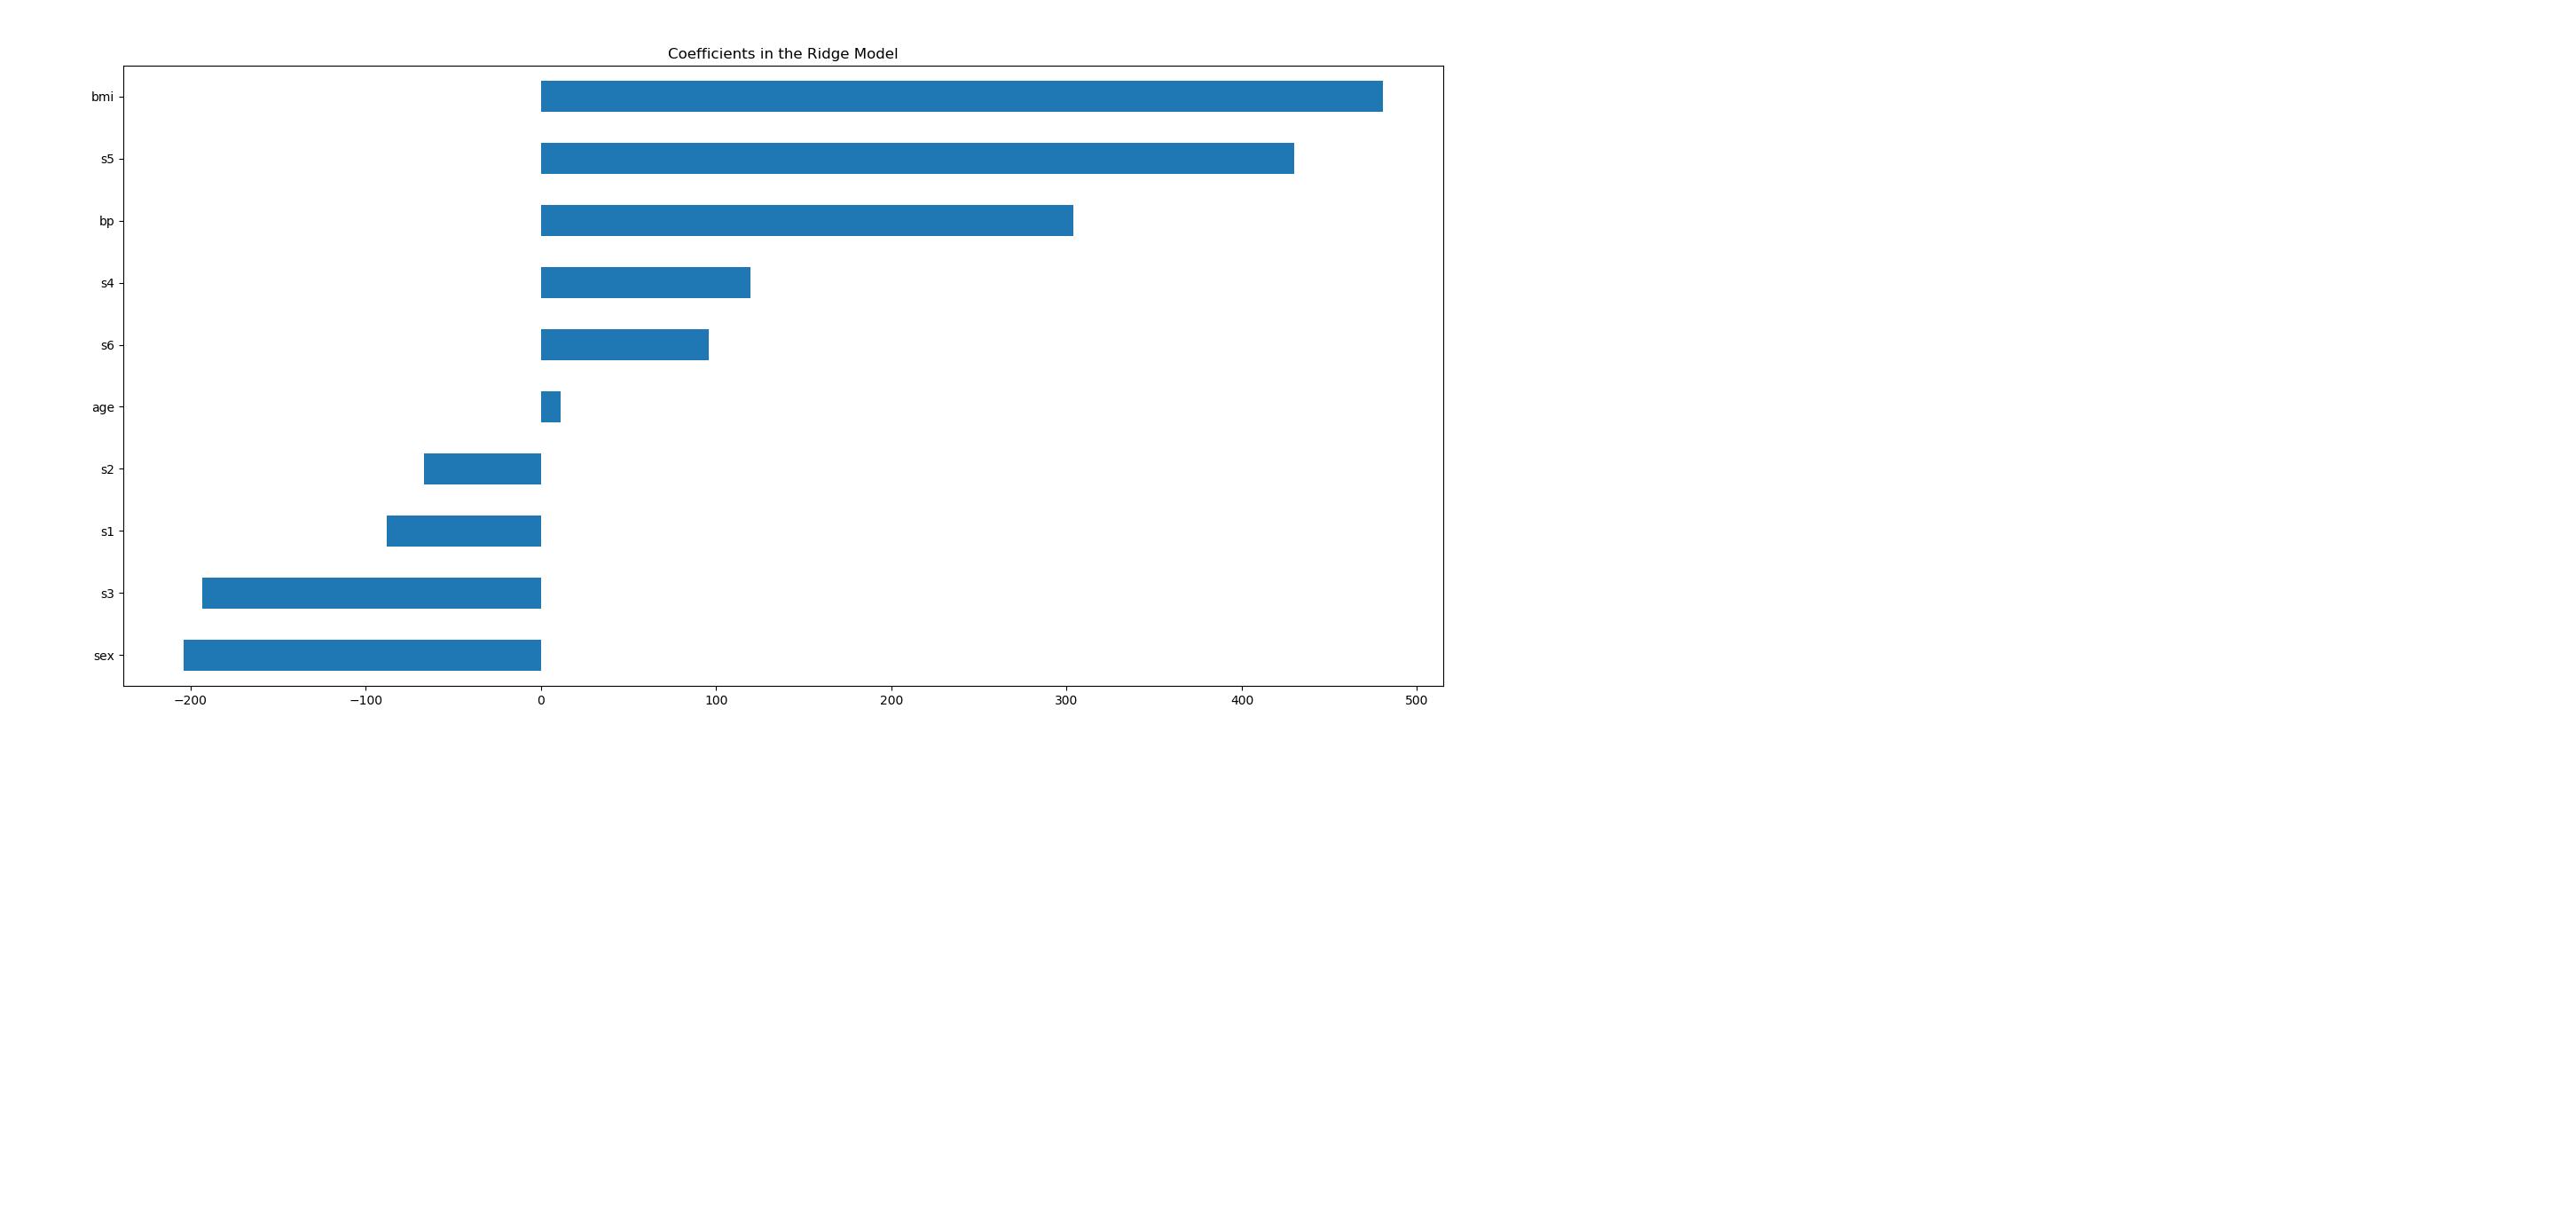 Coefficients in the Ridge Model
bmi
s5
bp
s4
s6
age
s2
s1
s3
sex
−200 −100 0 100 200 300 400 500